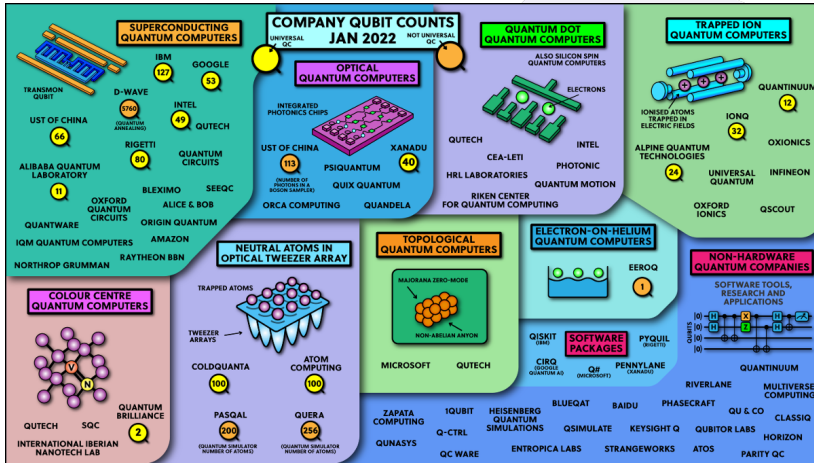 COMPANY QUBIT COUNTS
JAN 2022
UNIVERSAL
QC
NOT UNIVERSAL
QC
SUPERCONDUCTING
QUANTUM COMPUTERS
TRANSMON
QUBIT
IBM
127
GOOGLE
53
D-WAVE
5760
(QUANTUM
ANNEALING)
INTEL
49
QUTECH
UST OF CHINA
66
RIGETTI
80
QUANTUM
CIRCUITS
ALIBABA QUANTUM
LABORATORY
11
BLEXIMO
SEEQC
OXFORD
QUANTUM
CIRCUITS
ALICE & BOB
QUANTWARE
ORIGIN QUANTUM
IQM QUANTUM COMPUTERS
AMAZON
RAYTHEON BBN
NORTHROP GRUMMAN
OPTICAL
QUANTUM COMPUTERS
INTEGRATED
PHOTONICS CHIPS
UST OF CHINA
113
(NUMBER OF
PHOTONS IN A
BOSON SAMPLER)
XANADU
40
PSIQUANTUM
QUIX QUANTUM
ORCA COMPUTING
QUANDELA
QUANTUM DOT
QUANTUM COMPUTERS
ALSO SILICON SPIN
QUANTUM COMPUTERS
ELECTRONS
QUTECH
INTEL
CEA-LETI
PHOTONIC
HRL LABORATORIES
QUANTUM MOTION
RIKEN CENTER
FOR QUANTUM COMPUTING
TRAPPED ION
QUANTUM COMPUTERS
IONISED ATOMS
TRAPPED IN
ELECTRIC FIELDS
QUANTINUUM
12
IONQ
32
OXIONICS
ALPINE QUANTUM
TECHNOLOGIES
24
UNIVERSAL
QUANTUM
INFINEON
OXFORD
IONICS
QSCOUT
COLOUR CENTRE
QUANTUM COMPUTERS
V
N
QUTECH
SQC
QUANTUM
BRILLIANCE
2
INTERNATIONAL IBERIAN
NANOTECH LAB
NEUTRAL ATOMS IN
OPTICAL TWEEZER ARRAY
TRAPPED ATOMS
TWEEZER
ARRAYS
COLDQUANTA
100
ATOM
COMPUTING
100
PASQAL
200
(QUANTUM SIMULATOR
NUMBER OF ATOMS)
QUERA
256
(QUANTUM SIMULATOR
NUMBER OF ATOMS)
TOPOLOGICAL
QUANTUM COMPUTERS
MAJORANA ZERO-MODE
NON-ABELIAN ANYON
MICROSOFT
QUTECH
ELECTRON-ON-HELIUM
QUANTUM COMPUTERS
EEROQ
1
SOFTWARE
PACKAGES
QISKIT
(IBM)
PYQUIL
(RIGETTI)
CIRQ
(GOOGLE
QUANTUM AI)
Q#
(MICROSOFT)
PENNYLANE
(XANADU)
NON-HARDWARE
QUANTUM COMPANIES
SOFTWARE TOOLS,
RESEARCH AND
APPLICATIONS
QUBITS
|0⟩ H X H
|0⟩ H Z H
|0⟩
|0⟩
QUANTINUUM
RIVERLANE
MULTIVERSE
COMPUTING
ZAPATA
COMPUTING
1QUBIT
HEISENBERG
QUANTUM
SIMULATIONS
BLUEQAT
BAIDU
PHASECRAFT
QU & CO
CLASSIQ
QUNASYS
Q-CTRL
QSIMULATE
KEYSIGHT Q
QUBITOR LABS
HORIZON
QC WARE
ENTROPICA LABS
STRANGEWORKS
ATOS
PARITY QC